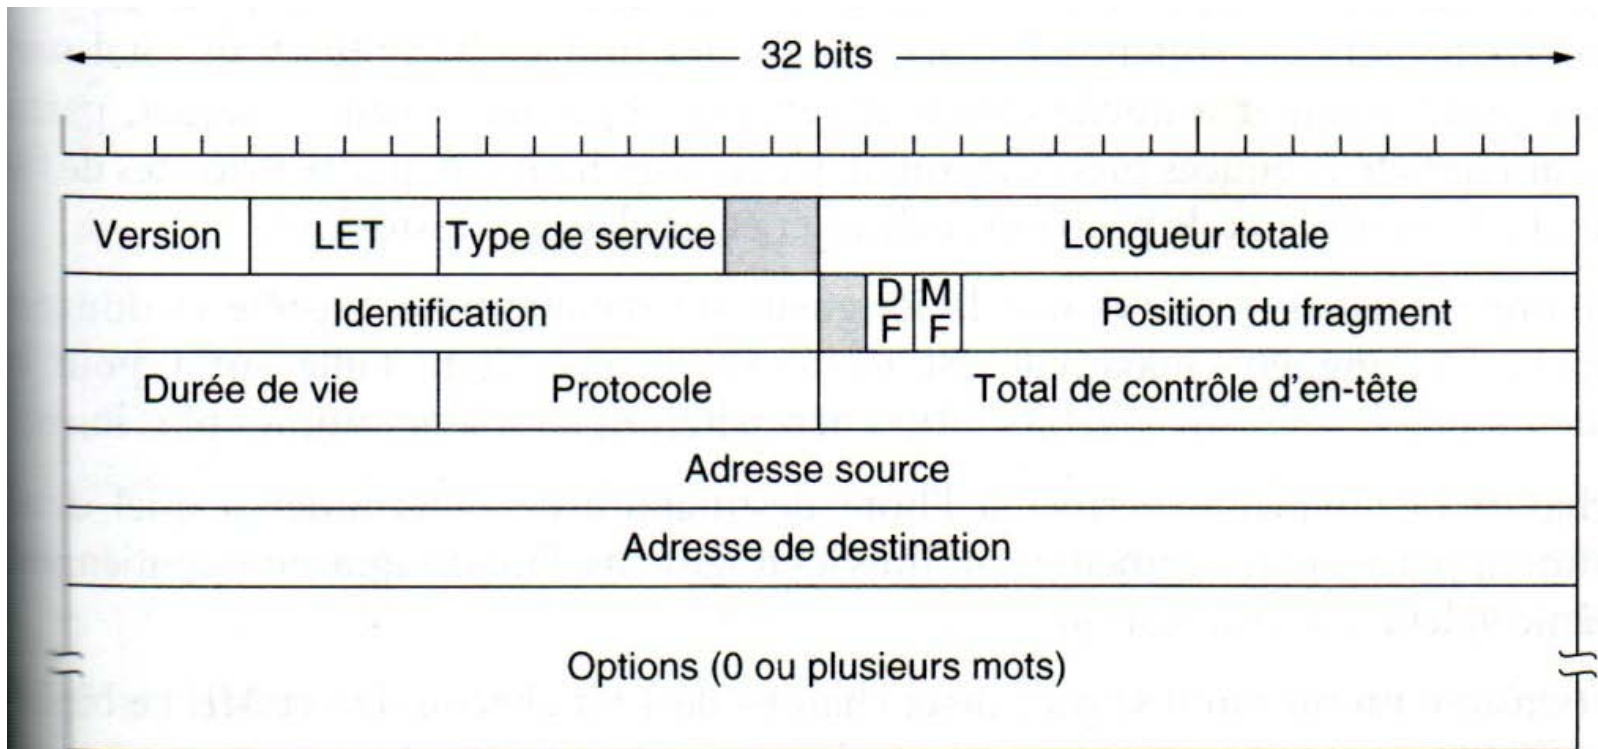 32 bits
Version LET Type de service Longueur totale
Identification D F M F Position du fragment
Durée de vie Protocole Total de contrôle d'en-tête
Adresse source
Adresse de destination
Options (0 ou plusieurs mots)